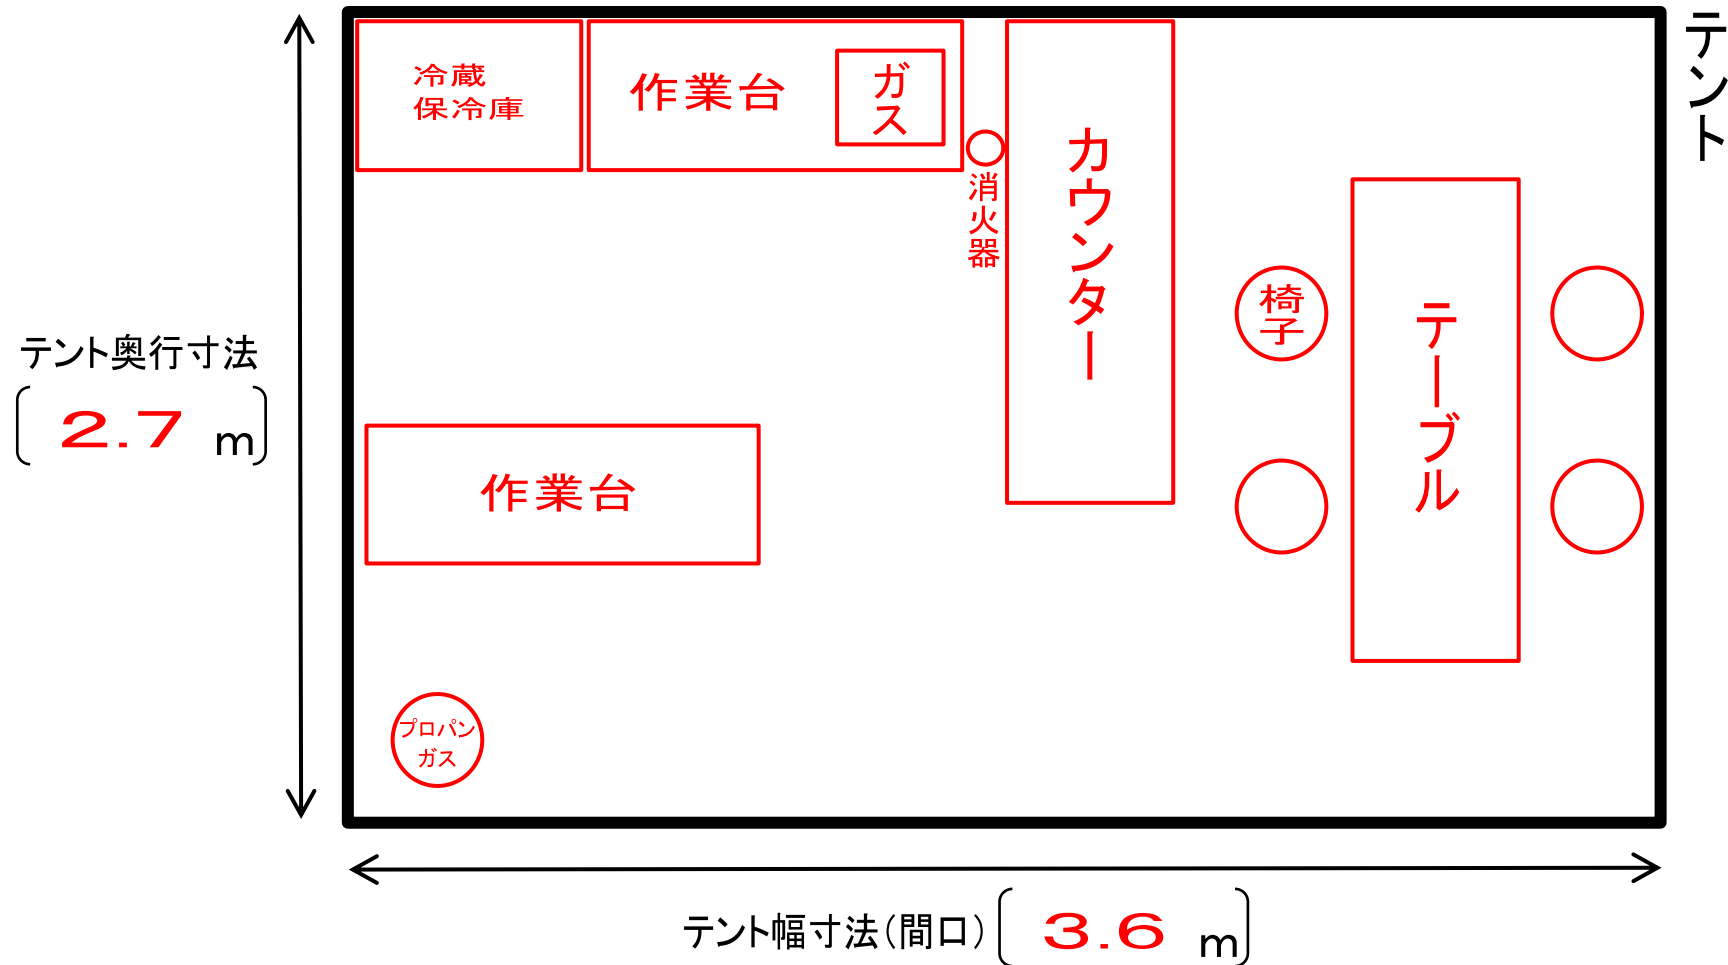 テント
冷蔵
保冷庫
作業台
ガス
消火器
カウンター
椅子
テーブル
テント奥行寸法
〔 2.7 m〕
作業台
プロパン
ガス
テント幅寸法(間口)〔 3.6 m〕